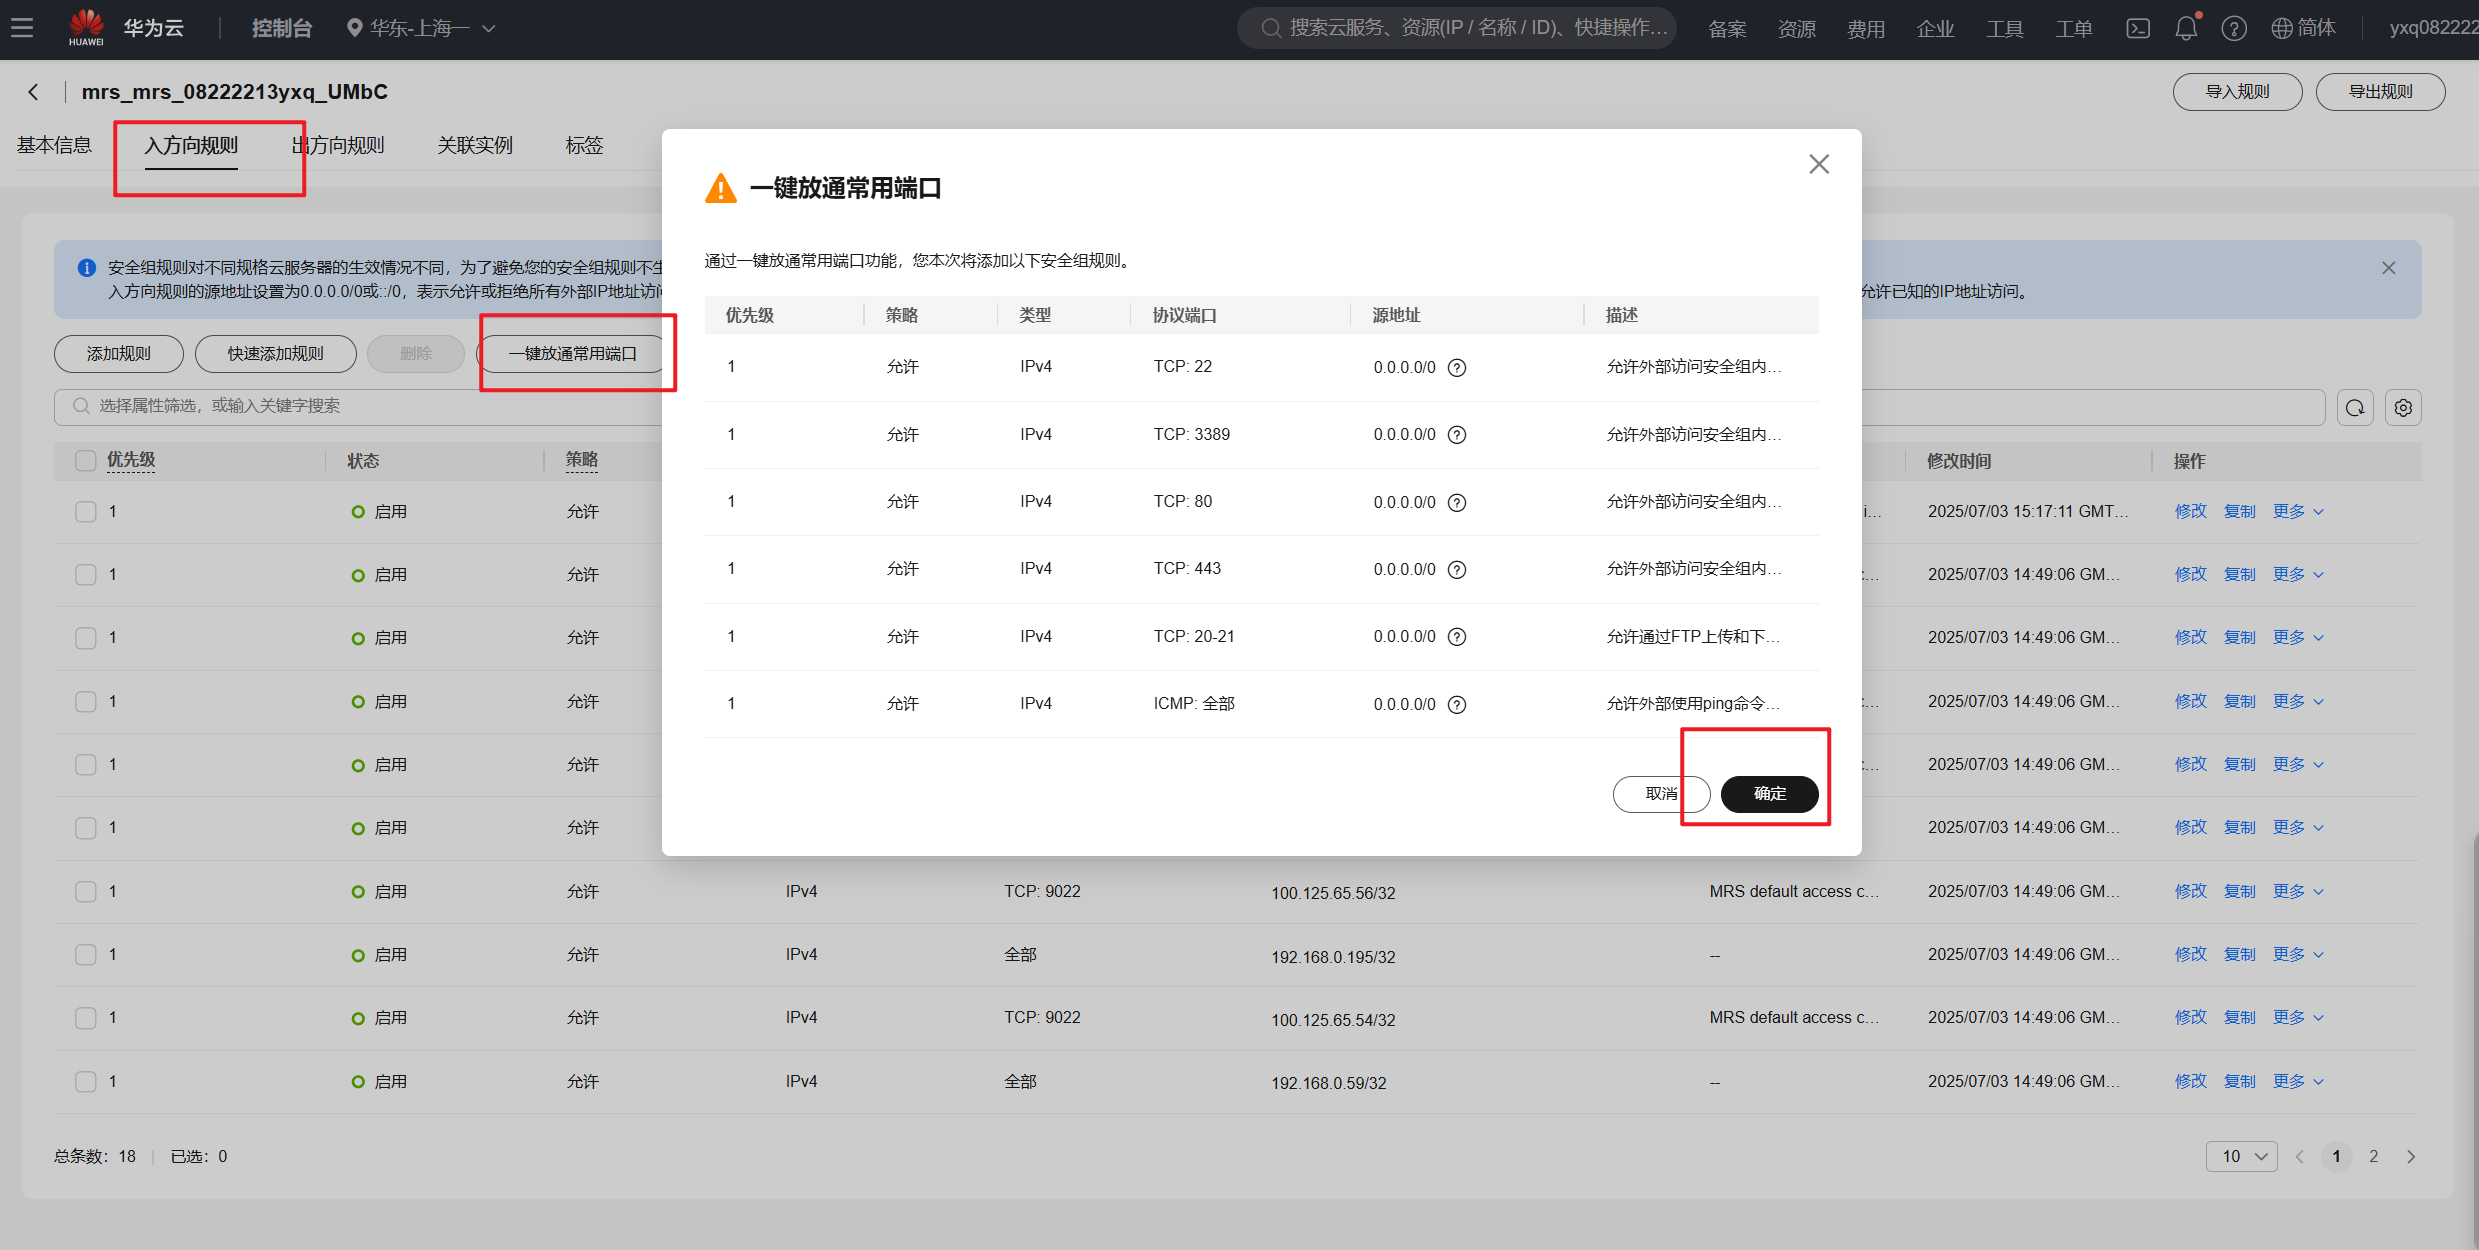 HUAWEI
华为云
控制台
华东-上海一
搜索云服务、资源(IP / 名称 / ID)、快捷操作...
备案
资源
费用
企业
工具
工单
简体
yxq082222
mrs_mrs_08222213yxq_UMbC
导入规则
导出规则
基本信息
入方向规则
出方向规则
关联实例
标签
安全组规则对不同规格云服务器的生效情况不同，为了避免您的安全组规则不生
入方向规则的源地址设置为0.0.0.0/0或::/0，表示允许或拒绝所有外部IP地址访问
允许已知的IP地址访问。
添加规则
快速添加规则
删除
一键放通常用端口
选择属性筛选，或输入关键字搜索
一键放通常用端口
通过一键放通常用端口功能，您本次将添加以下安全组规则。
优先级 策略 类型 协议端口 源地址 描述
1 允许 IPv4 TCP: 22 0.0.0.0/0 允许外部访问安全组内...
1 允许 IPv4 TCP: 3389 0.0.0.0/0 允许外部访问安全组内...
1 允许 IPv4 TCP: 80 0.0.0.0/0 允许外部访问安全组内...
1 允许 IPv4 TCP: 443 0.0.0.0/0 允许外部访问安全组内...
1 允许 IPv4 TCP: 20-21 0.0.0.0/0 允许通过FTP上传和下...
1 允许 IPv4 ICMP: 全部 0.0.0.0/0 允许外部使用ping命令...
取消
确定
优先级 状态 策略 修改时间 操作
1 启用 允许 i... 2025/07/03 15:17:11 GMT... 修改 复制 更多
1 启用 允许 c... 2025/07/03 14:49:06 GM... 修改 复制 更多
1 启用 允许 2025/07/03 14:49:06 GM... 修改 复制 更多
1 启用 允许 c... 2025/07/03 14:49:06 GM... 修改 复制 更多
1 启用 允许 c... 2025/07/03 14:49:06 GM... 修改 复制 更多
1 启用 允许 2025/07/03 14:49:06 GM... 修改 复制 更多
1 启用 允许 IPv4 TCP: 9022 100.125.65.56/32 MRS default access c... 2025/07/03 14:49:06 GM... 修改 复制 更多
1 启用 允许 IPv4 全部 192.168.0.195/32 -- 2025/07/03 14:49:06 GM... 修改 复制 更多
1 启用 允许 IPv4 TCP: 9022 100.125.65.54/32 MRS default access c... 2025/07/03 14:49:06 GM... 修改 复制 更多
1 启用 允许 IPv4 全部 192.168.0.59/32 -- 2025/07/03 14:49:06 GM... 修改 复制 更多
总条数：18 已选：0
10 1 2